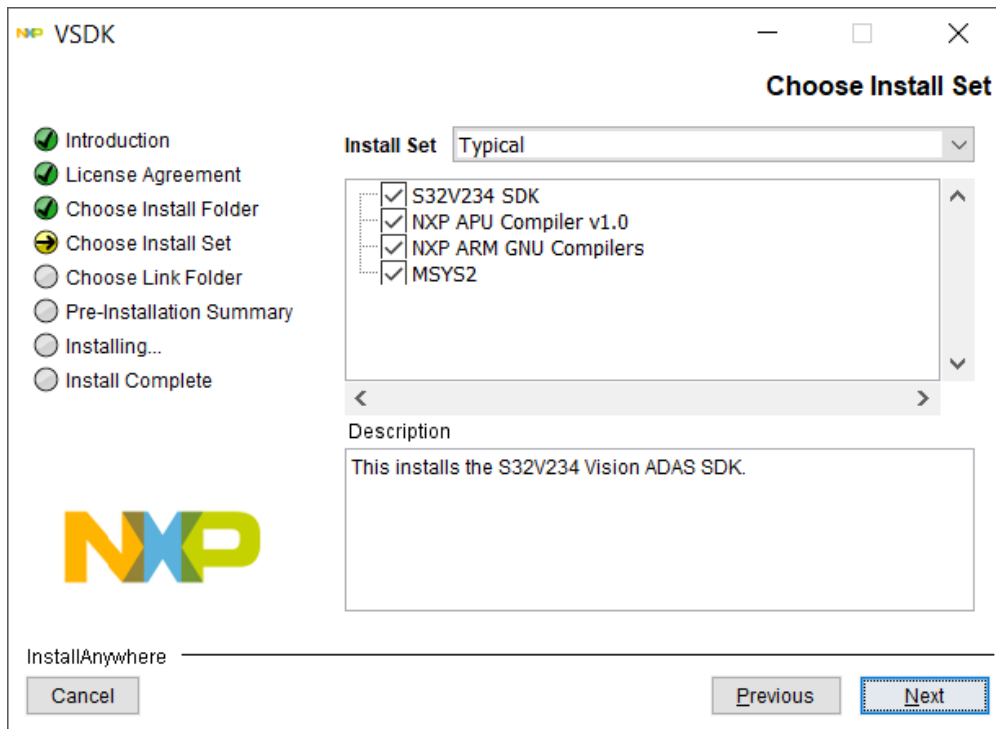 NXP VSDK
Choose Install Set
Introduction
License Agreement
Choose Install Folder
Choose Install Set
Choose Link Folder
Pre-Installation Summary
Installing...
Install Complete
Install Set Typical
S32V234 SDK
NXP APU Compiler v1.0
NXP ARM GNU Compilers
MSYS2
Description
This installs the S32V234 Vision ADAS SDK.
NXP
InstallAnywhere
Cancel Previous Next